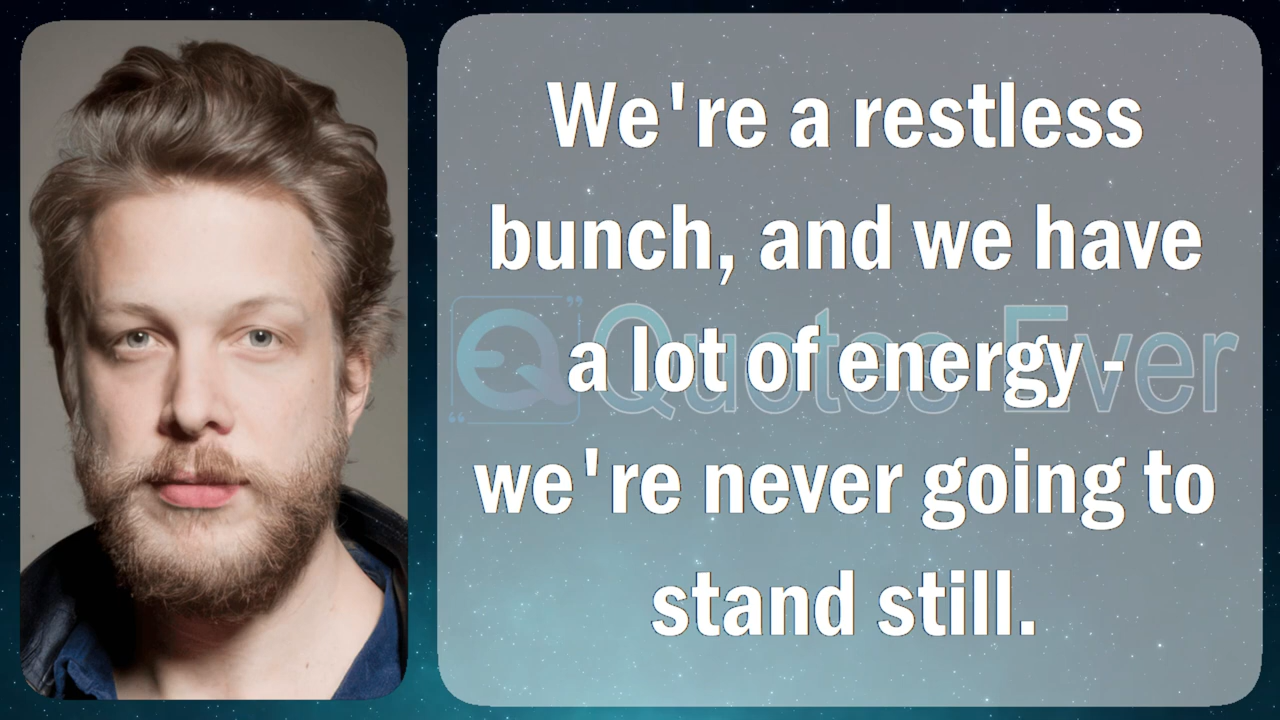 We're a restless
bunch, and we have
a lot of energy -
we're never going to
stand still.
EQ Quotes Ever